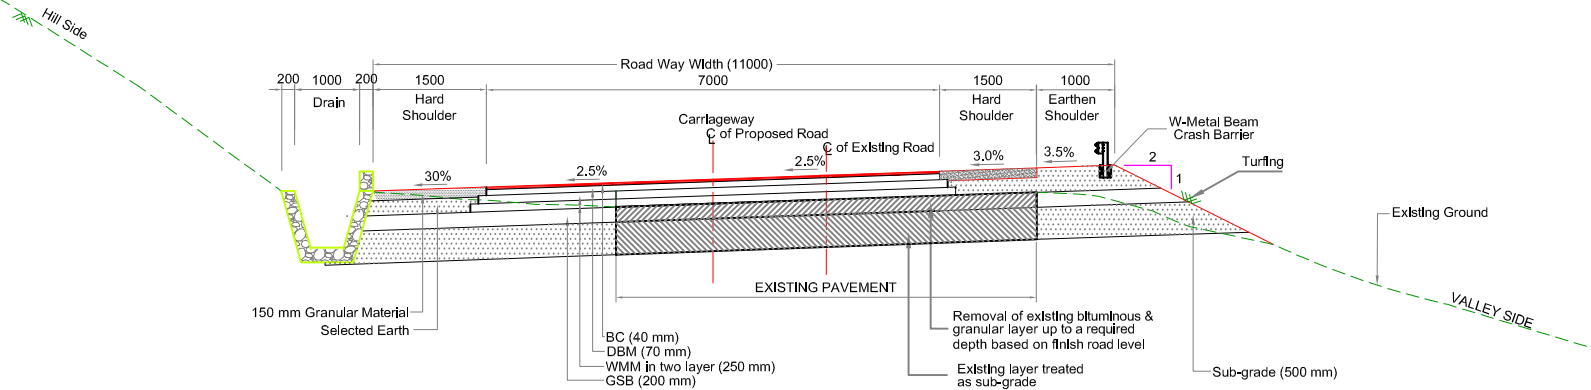 Hill Side
Road Way Width (11000)
200
1000
200
1500
7000
1500
1000
Drain
Hard
Shoulder
Hard
Shoulder
Earthen
Shoulder
Carriageway
C of Proposed Road
L
C of Existing Road
L
W-Metal Beam
Crash Barrier
30%
2.5%
2.5%
3.0%
3.5%
2
1
Turfing
Existing Ground
EXISTING PAVEMENT
VALLEY SIDE
150 mm Granular Material
Selected Earth
BC (40 mm)
DBM (70 mm)
WMM in two layer (250 mm)
GSB (200 mm)
Removal of existing bituminous &
granular layer up to a required
depth based on finish road level
Existing layer treated
as sub-grade
Sub-grade (500 mm)